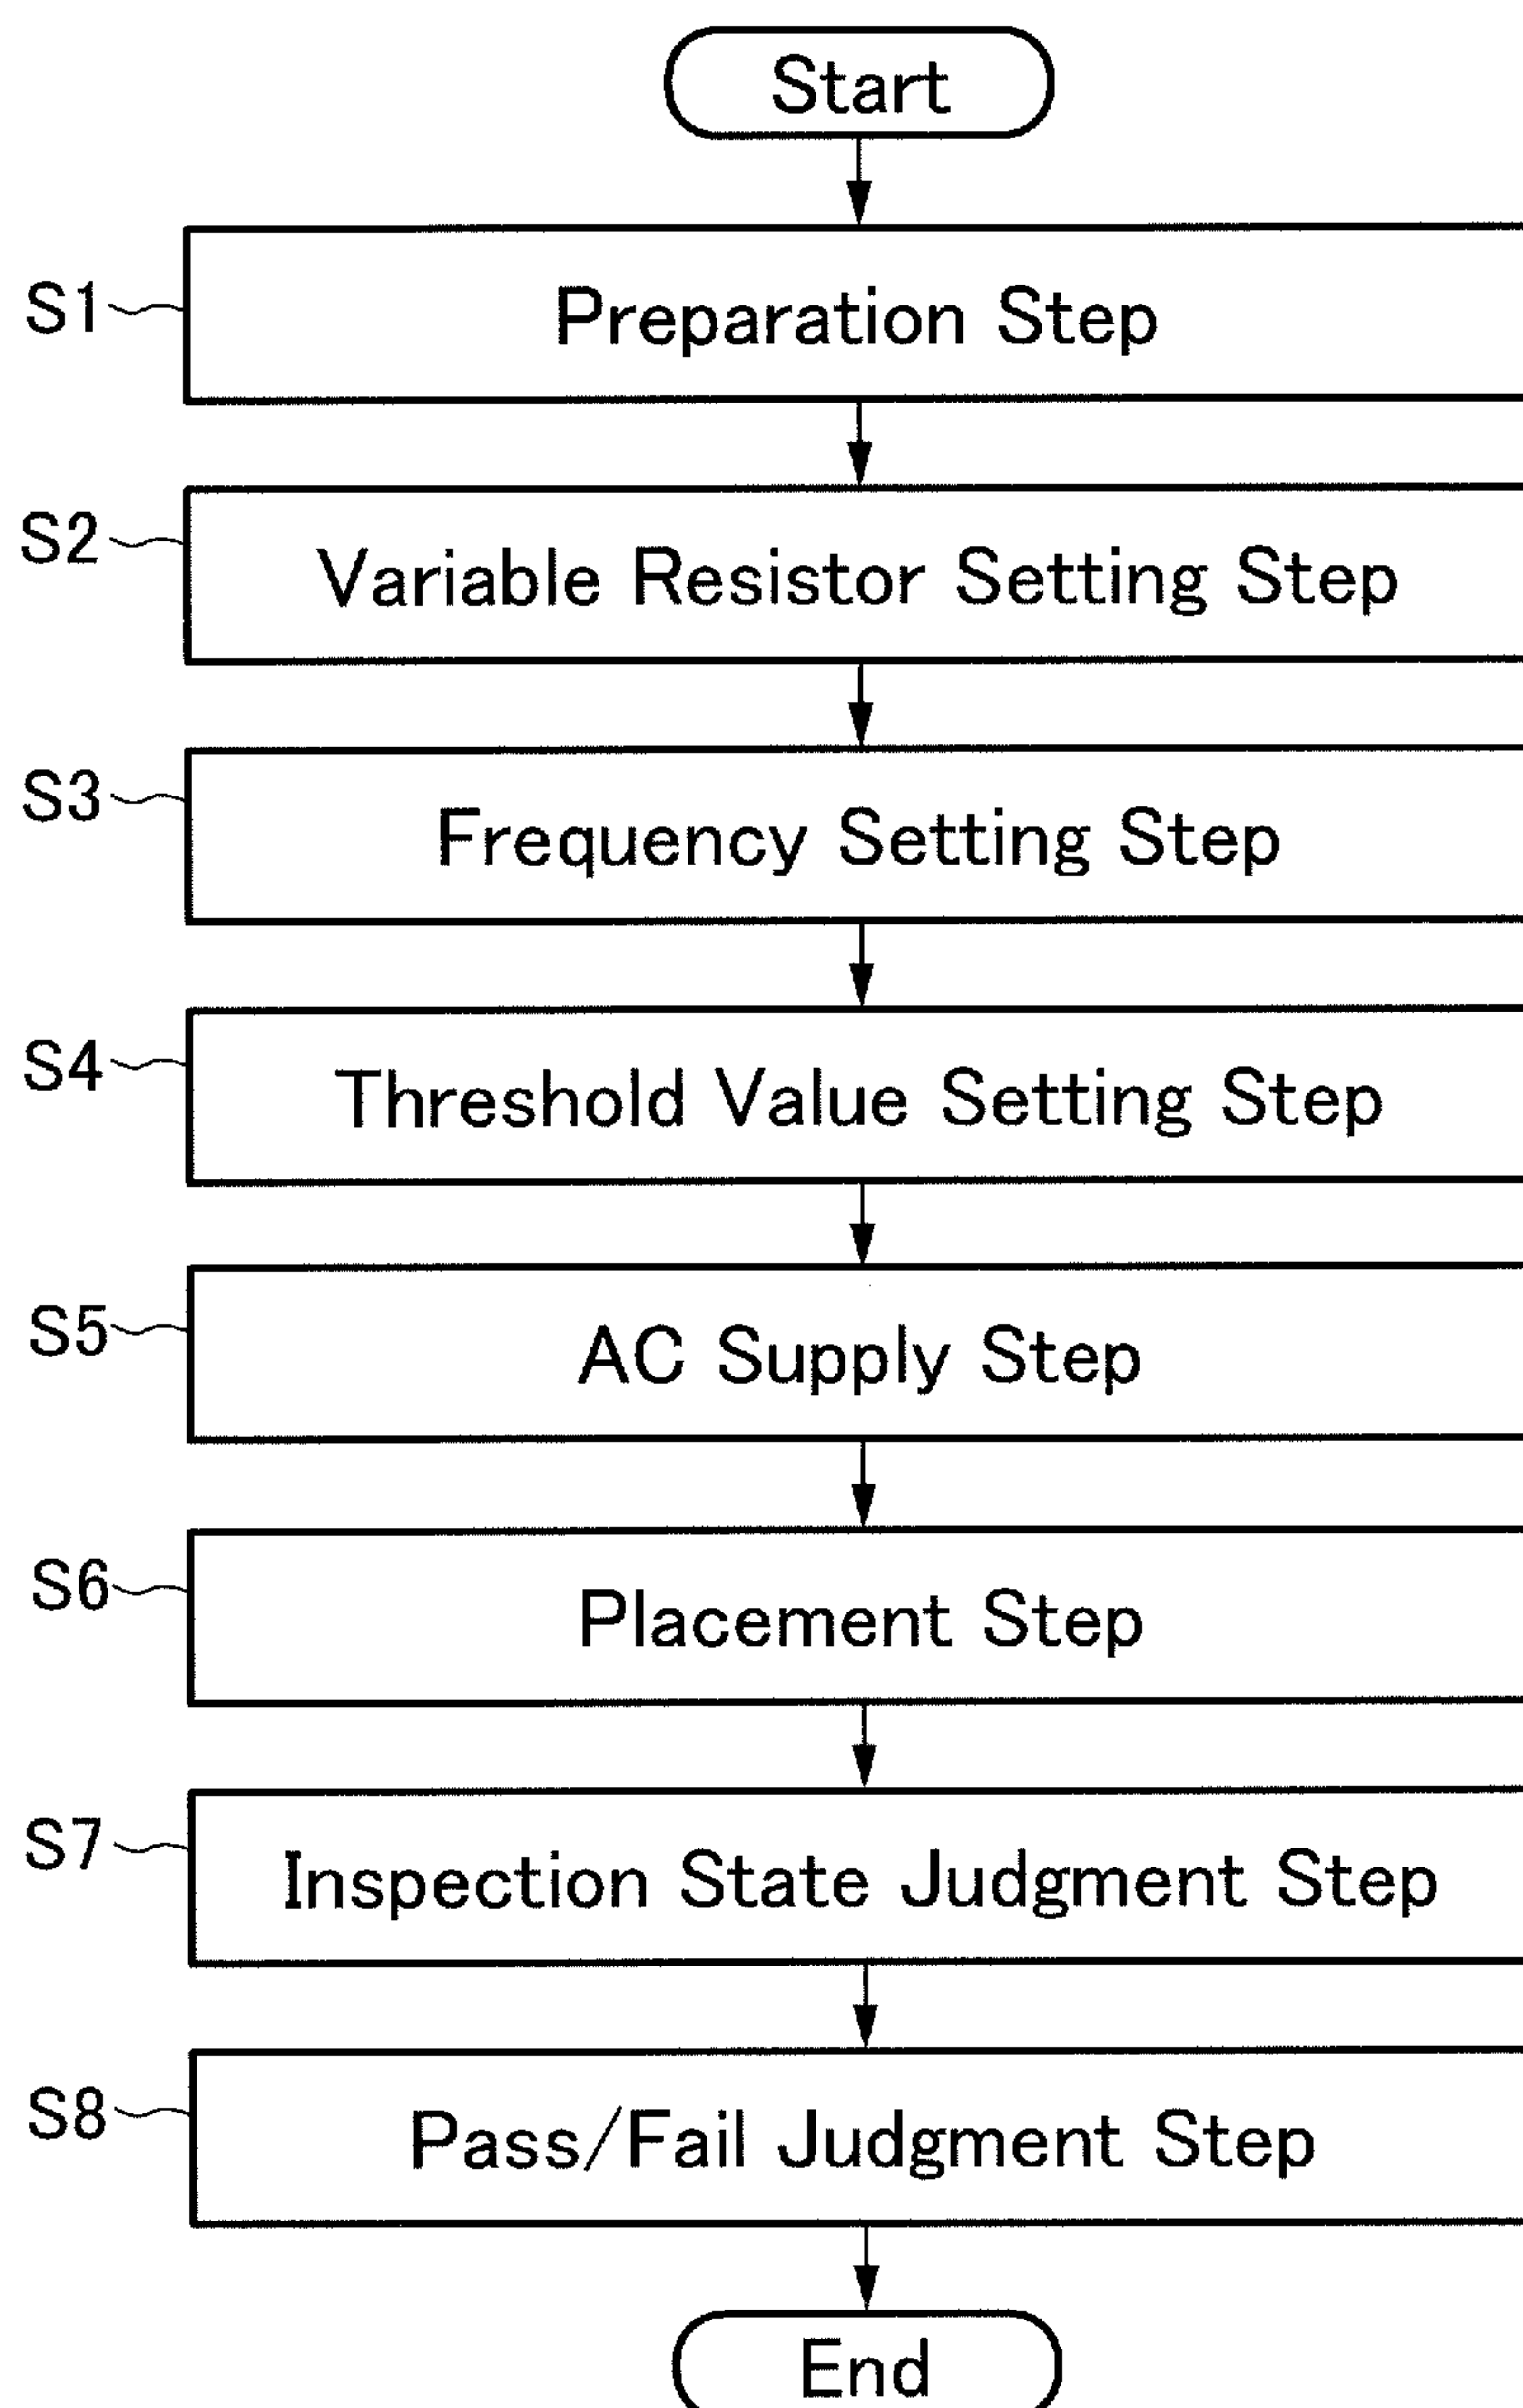 Start
S1 Preparation Step
S2 Variable Resistor Setting Step
S3 Frequency Setting Step
S4 Threshold Value Setting Step
S5 AC Supply Step
S6 Placement Step
S7 Inspection State Judgment Step
S8 Pass/Fail Judgment Step
End